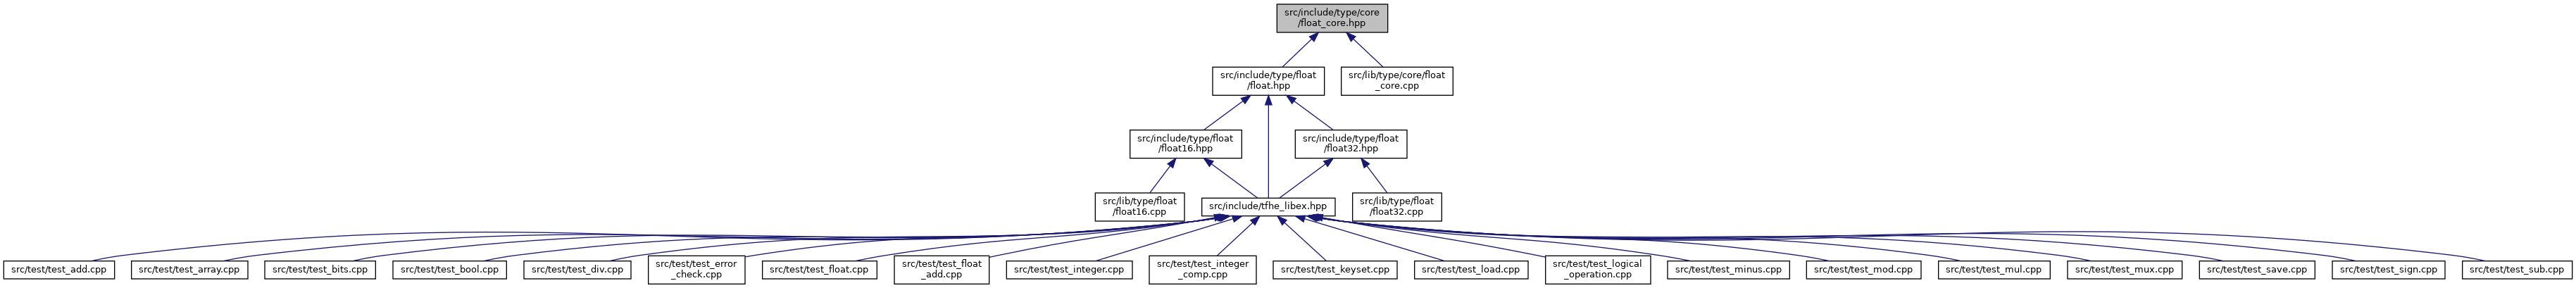 src/include/type/core
/float_core.hpp
src/include/type/float
/float.hpp
src/lib/type/core/float
_core.cpp
src/include/type/float
/float16.hpp
src/include/type/float
/float32.hpp
src/lib/type/float
/float16.cpp
src/include/tfhe_libex.hpp
src/lib/type/float
/float32.cpp
src/test/test_add.cpp
src/test/test_array.cpp
src/test/test_bits.cpp
src/test/test_bool.cpp
src/test/test_div.cpp
src/test/test_error
_check.cpp
src/test/test_float.cpp
src/test/test_float
_add.cpp
src/test/test_integer.cpp
src/test/test_integer
_comp.cpp
src/test/test_keyset.cpp
src/test/test_load.cpp
src/test/test_logical
_operation.cpp
src/test/test_minus.cpp
src/test/test_mod.cpp
src/test/test_mul.cpp
src/test/test_mux.cpp
src/test/test_save.cpp
src/test/test_sign.cpp
src/test/test_sub.cpp